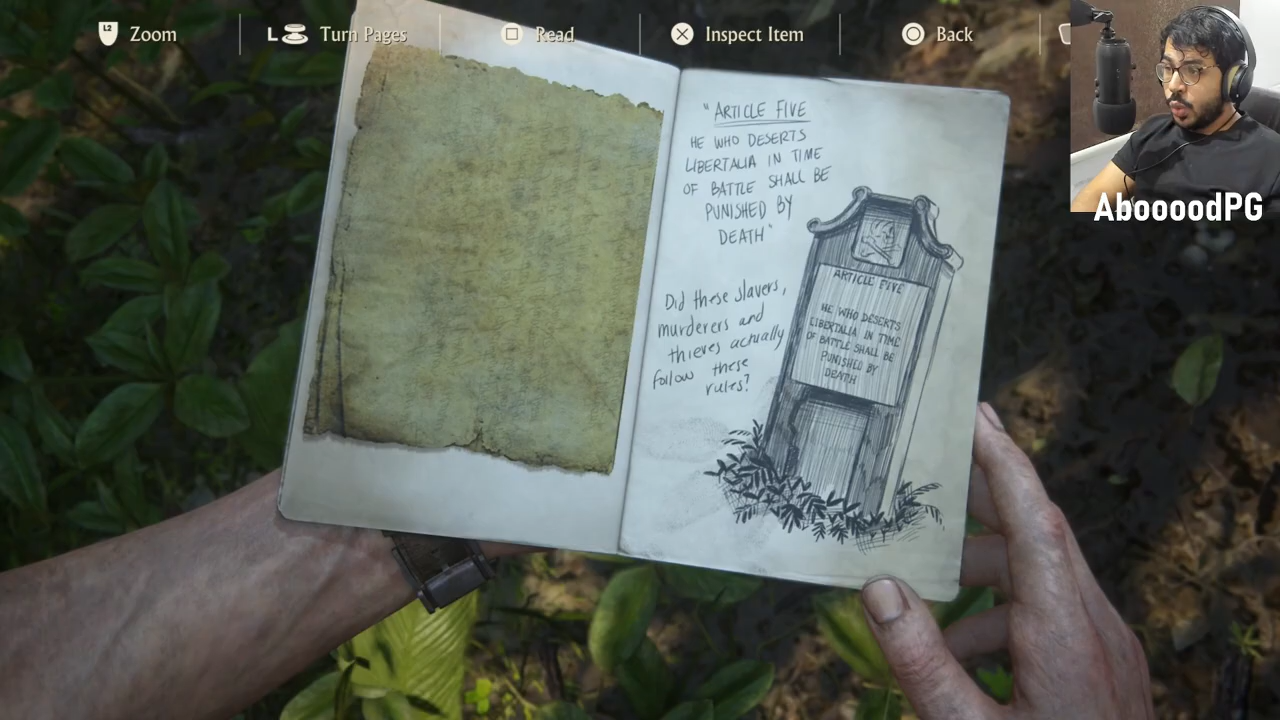 L2 Zoom
L Turn Pages
Read
Inspect Item
Back
AboooodPG
" ARTICLE FIVE
HE WHO DESERTS
LIBERTALIA IN TIME
OF BATTLE SHALL BE
PUNISHED BY
DEATH "
Did these slavers,
murderers and
thieves actually
follow these
rules?
ARTICLE FIVE
HE WHO DESERTS
LIBERTALIA IN TIME
OF BATTLE SHALL BE
PUNISHED BY
DEATH